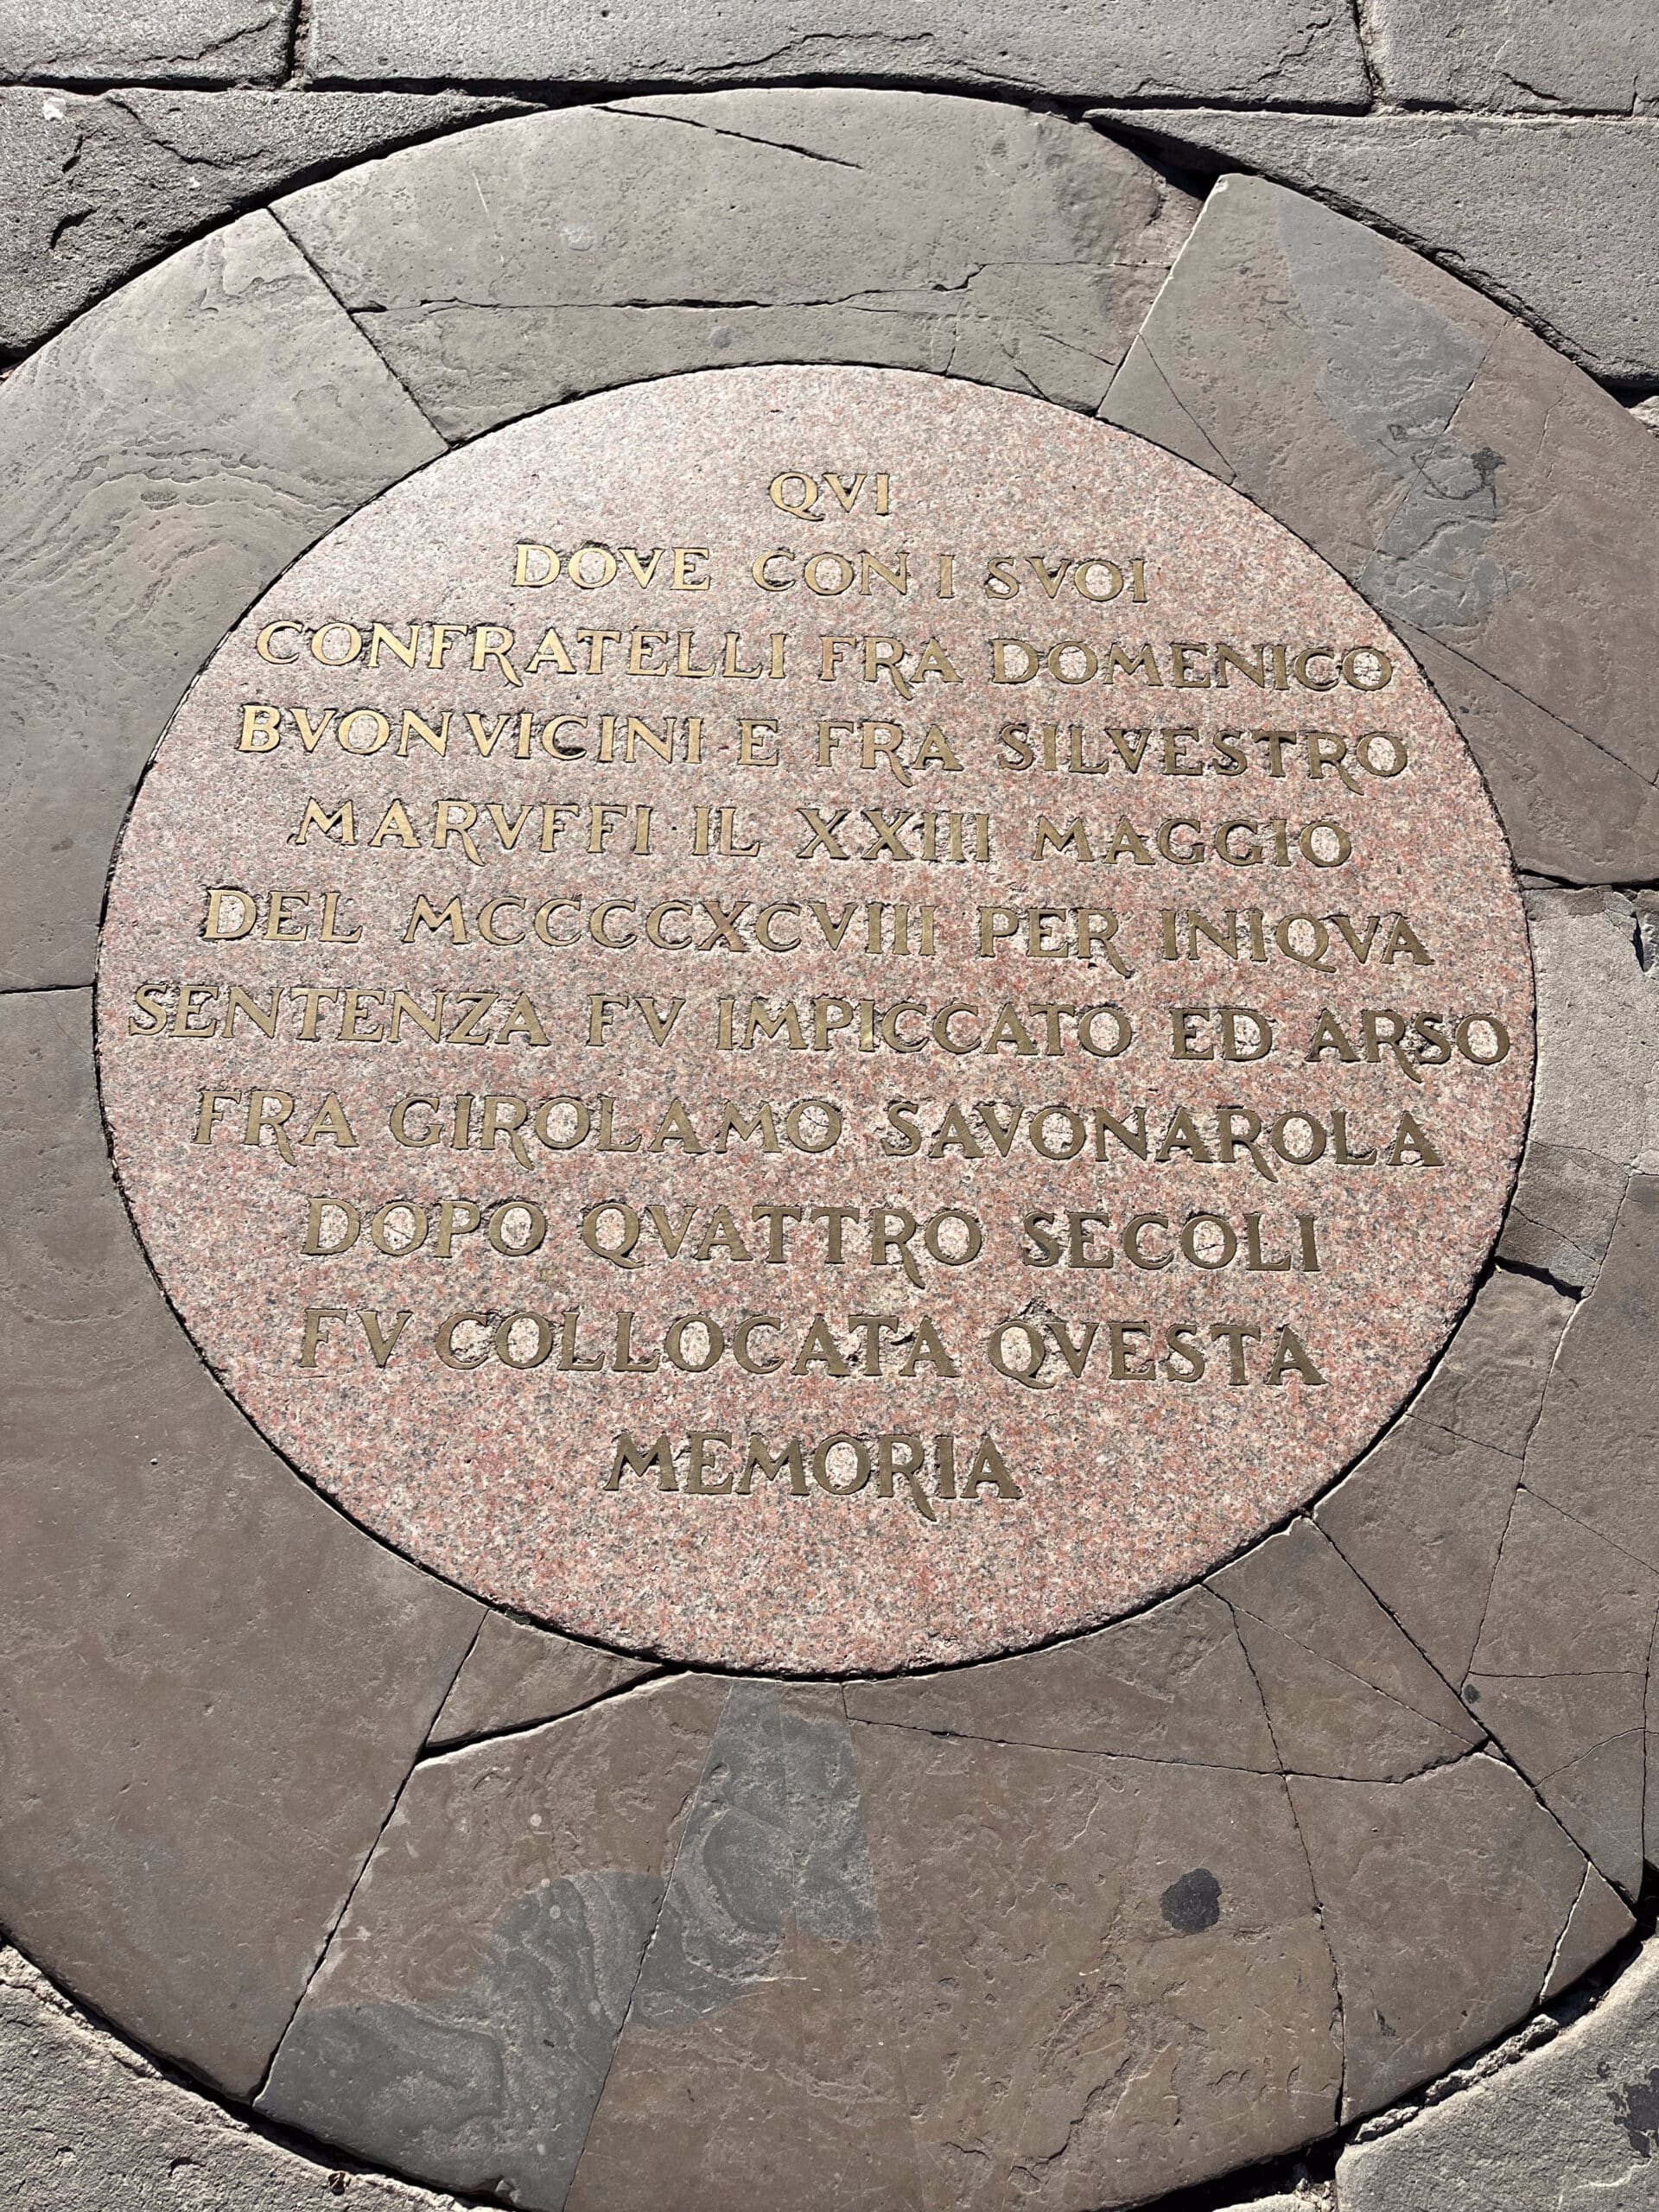 QVI
DOVE CON I SVOI
CONFRATELLI FRA DOMENICO
BVONVICINI E FRA SILVESTRO
MARVFFI IL XXIII MAGGIO
DEL MCCCCXCVIII PER INIQVA
SENTENZA FV IMPICCATO ED ARSO
FRA GIROLAMO SAVONAROLA
DOPO QVATTRO SECOLI
FV COLLOCATA QVESTA
MEMORIA